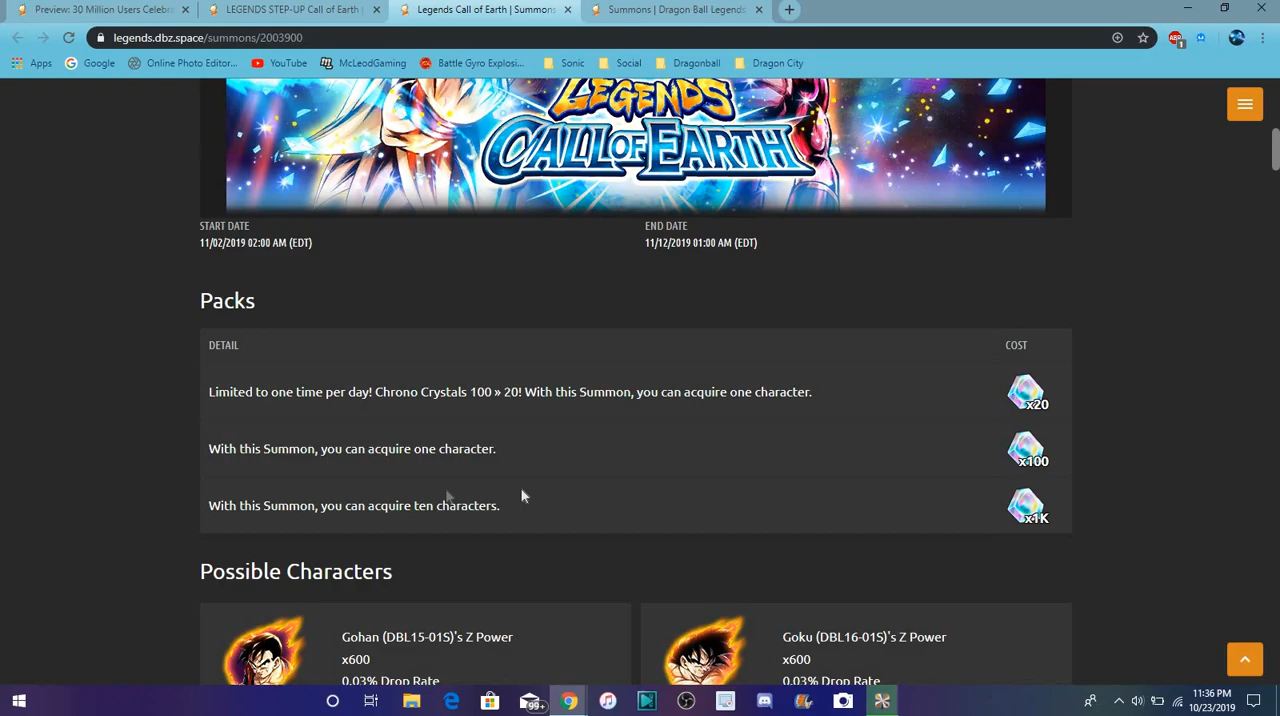 Preview: 30 Million Users Celebr
LEGENDS STEP-UP Call of Earth
Legends Call of Earth | Summons
Summons | Dragon Ball Legends
legends.dbz.space/summons/2003900
1
Apps
Google
Online Photo Editor...
YouTube
McLeodGaming
Battle Gyro Explosi...
Sonic
Social
Dragonball
Dragon City
LEGENDS
CALL OF EARTH
START DATE
END DATE
11/02/2019 02:00 AM (EDT)
11/12/2019 01:00 AM (EDT)
Packs
DETAIL
COST
Limited to one time per day! Chrono Crystals 100 » 20! With this Summon, you can acquire one character.
x20
With this Summon, you can acquire one character.
x100
With this Summon, you can acquire ten characters.
x1K
Possible Characters
Gohan (DBL15-01S)'s Z Power
x600
0.03% Drop Rate
Goku (DBL16-01S)'s Z Power
x600
0.03% Drop Rate
99+
11:36 PM
10/23/2019